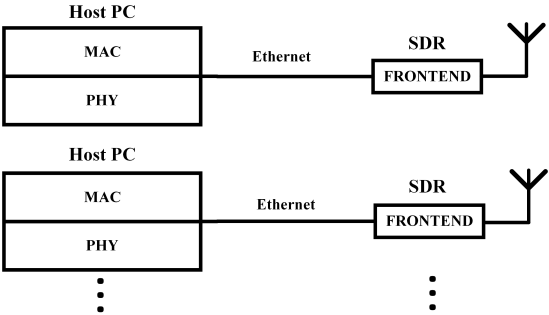 Host PC
MAC
PHY
Ethernet
SDR
FRONTEND
Host PC
MAC
PHY
Ethernet
SDR
FRONTEND